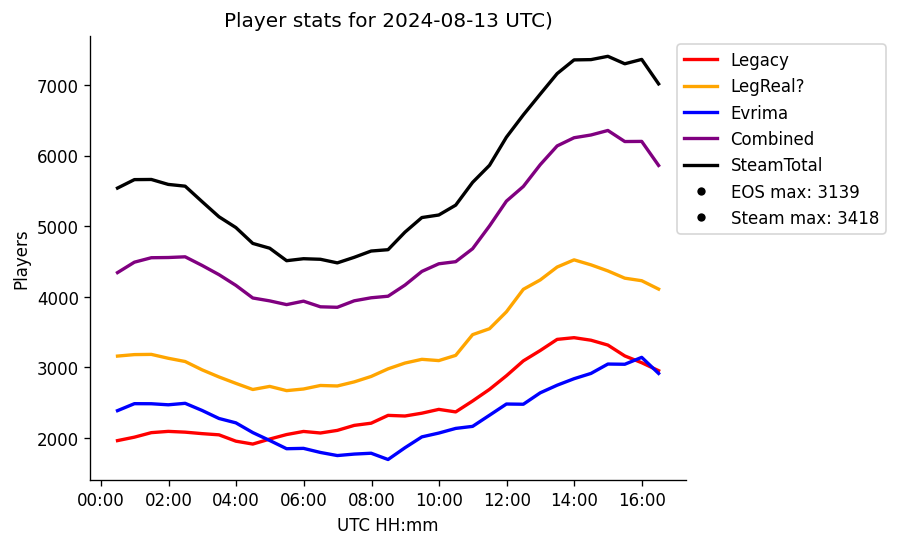 Player stats for 2024-08-13 UTC)
Legacy
LegReal?
Evrima
Combined
SteamTotal
EOS max: 3139
Steam max: 3418
Players
7000
6000
5000
4000
3000
2000
00:00 02:00 04:00 06:00 08:00 10:00 12:00 14:00 16:00
UTC HH:mm